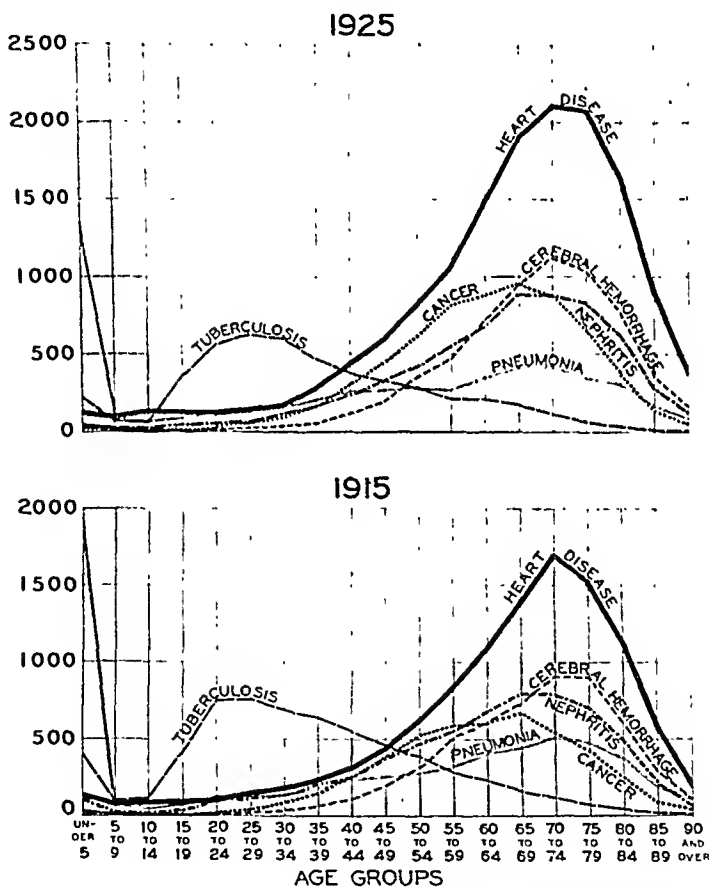 1925
2500
2000
1500
1000
500
0
HEART DISEASE
CEREBRAL HEMORRHAGE
CANCER
NEPHRITIS
TUBERCULOSIS
PNEUMONIA
1915
2000
1500
1000
500
0
HEART DISEASE
CEREBRAL HEMORRHAGE
TUBERCULOSIS
NEPHRITIS
PNEUMONIA
CANCER
UN- 5 10 15 20 25 30 35 40 45 50 55 60 65 70 75 80 85 90
DER TO TO TO TO TO TO TO TO TO TO TO TO TO TO TO TO TO AND
5 9 14 19 24 29 34 39 44 49 54 59 64 69 74 79 84 89 OVER
AGE GROUPS